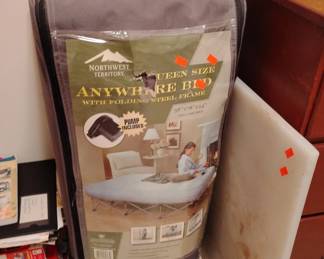 NORTHWEST
TERRITORY
QUEEN SIZE
ANYWHERE BED
WITH FOLDING STEEL FRAME
PUMP
INCLUDED